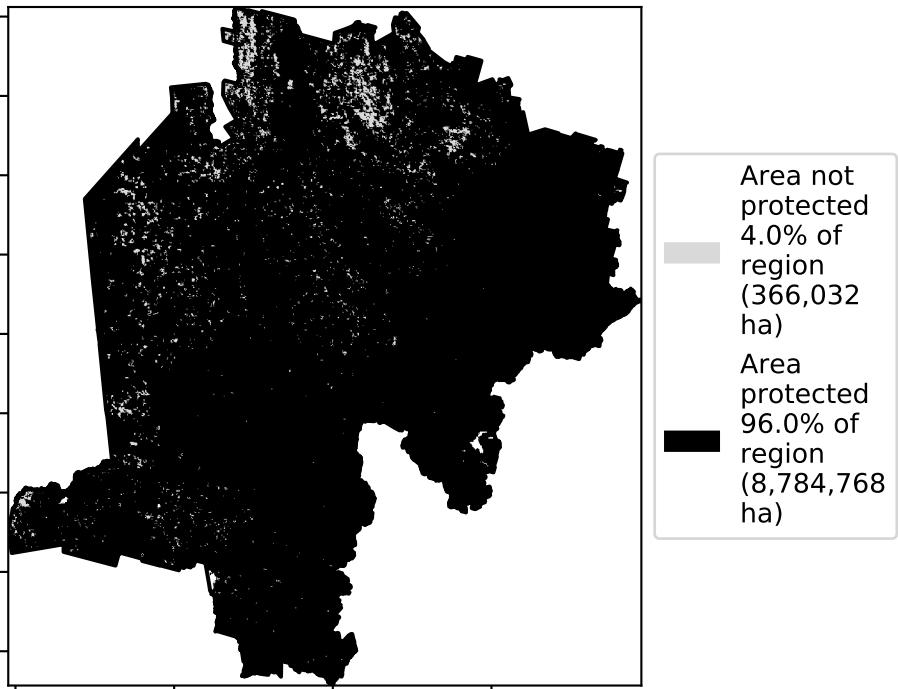 Area not
protected
4.0% of
region
(366,032
ha)
Area
protected
96.0% of
region
(8,784,768
ha)